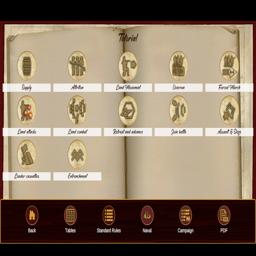 Tutorial
Supply
Attrition
Land Movement
Overrun
Forced March
Land attacks
Land combat
Retreat and advance
Join battle
Assault & Siege
Leader casualties
Entrenchment
Back
Tables
Standard Rules
Naval
Campaign
PDF